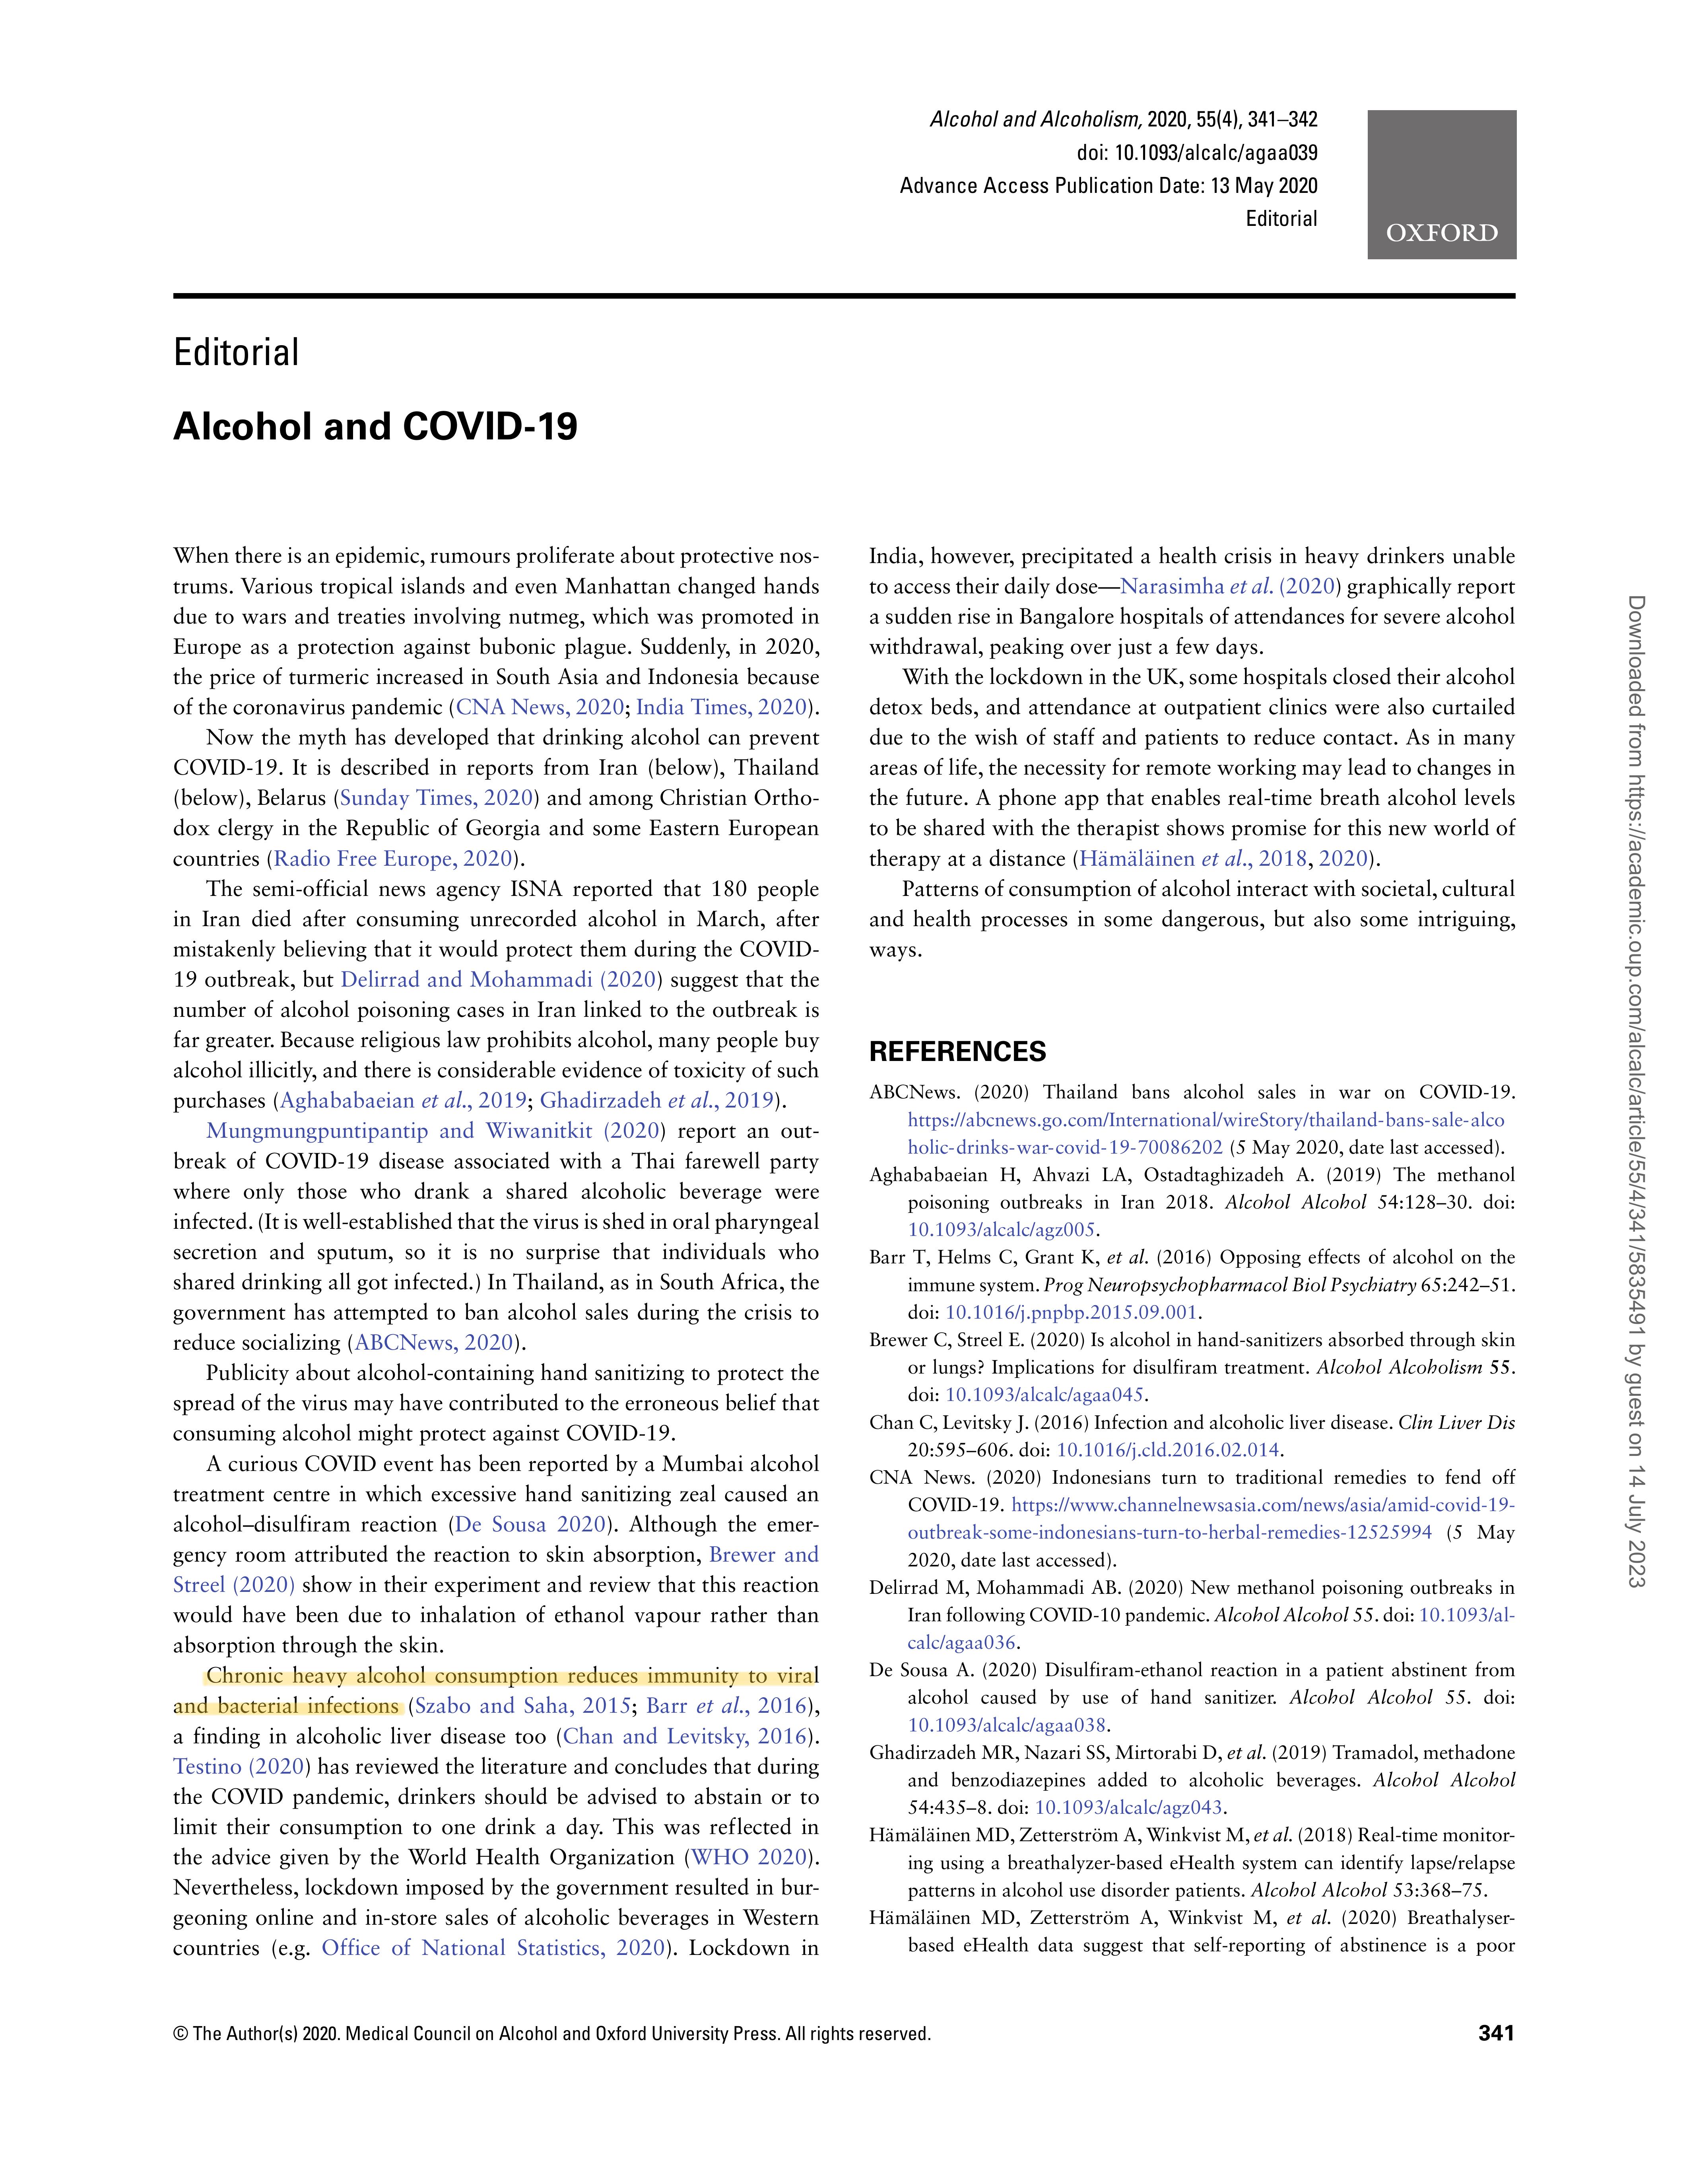 Alcohol and Alcoholism, 2020, 55(4), 341–342
doi: 10.1093/alcalc/agaa039
Advance Access Publication Date: 13 May 2020
Editorial
OXFORD
Editorial
Alcohol and COVID-19
When there is an epidemic, rumours proliferate about protective nos-
trums. Various tropical islands and even Manhattan changed hands
due to wars and treaties involving nutmeg, which was promoted in
Europe as a protection against bubonic plague. Suddenly, in 2020,
the price of turmeric increased in South Asia and Indonesia because
of the coronavirus pandemic (CNA News, 2020; India Times, 2020).
Now the myth has developed that drinking alcohol can prevent
COVID-19. It is described in reports from Iran (below), Thailand
(below), Belarus (Sunday Times, 2020) and among Christian Ortho-
dox clergy in the Republic of Georgia and some Eastern European
countries (Radio Free Europe, 2020).
The semi-official news agency ISNA reported that 180 people
in Iran died after consuming unrecorded alcohol in March, after
mistakenly believing that it would protect them during the COVID-
19 outbreak, but Delirrad and Mohammadi (2020) suggest that the
number of alcohol poisoning cases in Iran linked to the outbreak is
far greater. Because religious law prohibits alcohol, many people buy
alcohol illicitly, and there is considerable evidence of toxicity of such
purchases (Aghababaeian et al., 2019; Ghadirzadeh et al., 2019).
Mungmungpuntipantip and Wiwanitkit (2020) report an out-
break of COVID-19 disease associated with a Thai farewell party
where only those who drank a shared alcoholic beverage were
infected. (It is well-established that the virus is shed in oral pharyngeal
secretion and sputum, so it is no surprise that individuals who
shared drinking all got infected.) In Thailand, as in South Africa, the
government has attempted to ban alcohol sales during the crisis to
reduce socializing (ABCNews, 2020).
Publicity about alcohol-containing hand sanitizing to protect the
spread of the virus may have contributed to the erroneous belief that
consuming alcohol might protect against COVID-19.
A curious COVID event has been reported by a Mumbai alcohol
treatment centre in which excessive hand sanitizing zeal caused an
alcohol–disulfiram reaction (De Sousa 2020). Although the emer-
gency room attributed the reaction to skin absorption, Brewer and
Streel (2020) show in their experiment and review that this reaction
would have been due to inhalation of ethanol vapour rather than
absorption through the skin.
Chronic heavy alcohol consumption reduces immunity to viral
and bacterial infections (Szabo and Saha, 2015; Barr et al., 2016),
a finding in alcoholic liver disease too (Chan and Levitsky, 2016).
Testino (2020) has reviewed the literature and concludes that during
the COVID pandemic, drinkers should be advised to abstain or to
limit their consumption to one drink a day. This was reflected in
the advice given by the World Health Organization (WHO 2020).
Nevertheless, lockdown imposed by the government resulted in bur-
geoning online and in-store sales of alcoholic beverages in Western
countries (e.g. Office of National Statistics, 2020). Lockdown in
India, however, precipitated a health crisis in heavy drinkers unable
to access their daily dose—Narasimha et al. (2020) graphically report
a sudden rise in Bangalore hospitals of attendances for severe alcohol
withdrawal, peaking over just a few days.
With the lockdown in the UK, some hospitals closed their alcohol
detox beds, and attendance at outpatient clinics were also curtailed
due to the wish of staff and patients to reduce contact. As in many
areas of life, the necessity for remote working may lead to changes in
the future. A phone app that enables real-time breath alcohol levels
to be shared with the therapist shows promise for this new world of
therapy at a distance (Hämäläinen et al., 2018, 2020).
Patterns of consumption of alcohol interact with societal, cultural
and health processes in some dangerous, but also some intriguing,
ways.
REFERENCES
ABCNews. (2020) Thailand bans alcohol sales in war on COVID-19.
https://abcnews.go.com/International/wireStory/thailand-bans-sale-alco
holic-drinks-war-covid-19-70086202 (5 May 2020, date last accessed).
Aghababaeian H, Ahvazi LA, Ostadtaghizadeh A. (2019) The methanol
poisoning outbreaks in Iran 2018. Alcohol Alcohol 54:128–30. doi:
10.1093/alcalc/agz005.
Barr T, Helms C, Grant K, et al. (2016) Opposing effects of alcohol on the
immune system. Prog Neuropsychopharmacol Biol Psychiatry 65:242–51.
doi: 10.1016/j.pnpbp.2015.09.001.
Brewer C, Streel E. (2020) Is alcohol in hand-sanitizers absorbed through skin
or lungs? Implications for disulfiram treatment. Alcohol Alcoholism 55.
doi: 10.1093/alcalc/agaa045.
Chan C, Levitsky J. (2016) Infection and alcoholic liver disease. Clin Liver Dis
20:595–606. doi: 10.1016/j.cld.2016.02.014.
CNA News. (2020) Indonesians turn to traditional remedies to fend off
COVID-19. https://www.channelnewsasia.com/news/asia/amid-covid-19-
outbreak-some-indonesians-turn-to-herbal-remedies-12525994 (5 May
2020, date last accessed).
Delirrad M, Mohammadi AB. (2020) New methanol poisoning outbreaks in
Iran following COVID-10 pandemic. Alcohol Alcohol 55. doi: 10.1093/al-
calc/agaa036.
De Sousa A. (2020) Disulfiram-ethanol reaction in a patient abstinent from
alcohol caused by use of hand sanitizer. Alcohol Alcohol 55. doi:
10.1093/alcalc/agaa038.
Ghadirzadeh MR, Nazari SS, Mirtorabi D, et al. (2019) Tramadol, methadone
and benzodiazepines added to alcoholic beverages. Alcohol Alcohol
54:435–8. doi: 10.1093/alcalc/agz043.
Hämäläinen MD, Zetterström A, Winkvist M, et al. (2018) Real-time monitor-
ing using a breathalyzer-based eHealth system can identify lapse/relapse
patterns in alcohol use disorder patients. Alcohol Alcohol 53:368–75.
Hämäläinen MD, Zetterström A, Winkvist M, et al. (2020) Breathalyser-
based eHealth data suggest that self-reporting of abstinence is a poor
© The Author(s) 2020. Medical Council on Alcohol and Oxford University Press. All rights reserved.
341
Downloaded from https://academic.oup.com/alcalc/article/55/4/341/5835491 by guest on 14 July 2023